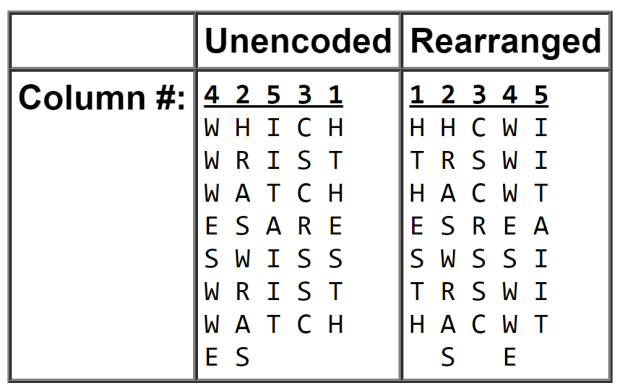 Unencoded Rearranged
Column #: 4 2 5 3 1 1 2 3 4 5
W H I C H H H C W I
W R I S T T R S W I
W A T C H H A C W T
E S A R E E S R E A
S W I S S S W S S I
W R I S T T R S W I
W A T C H H A C W T
E S S E